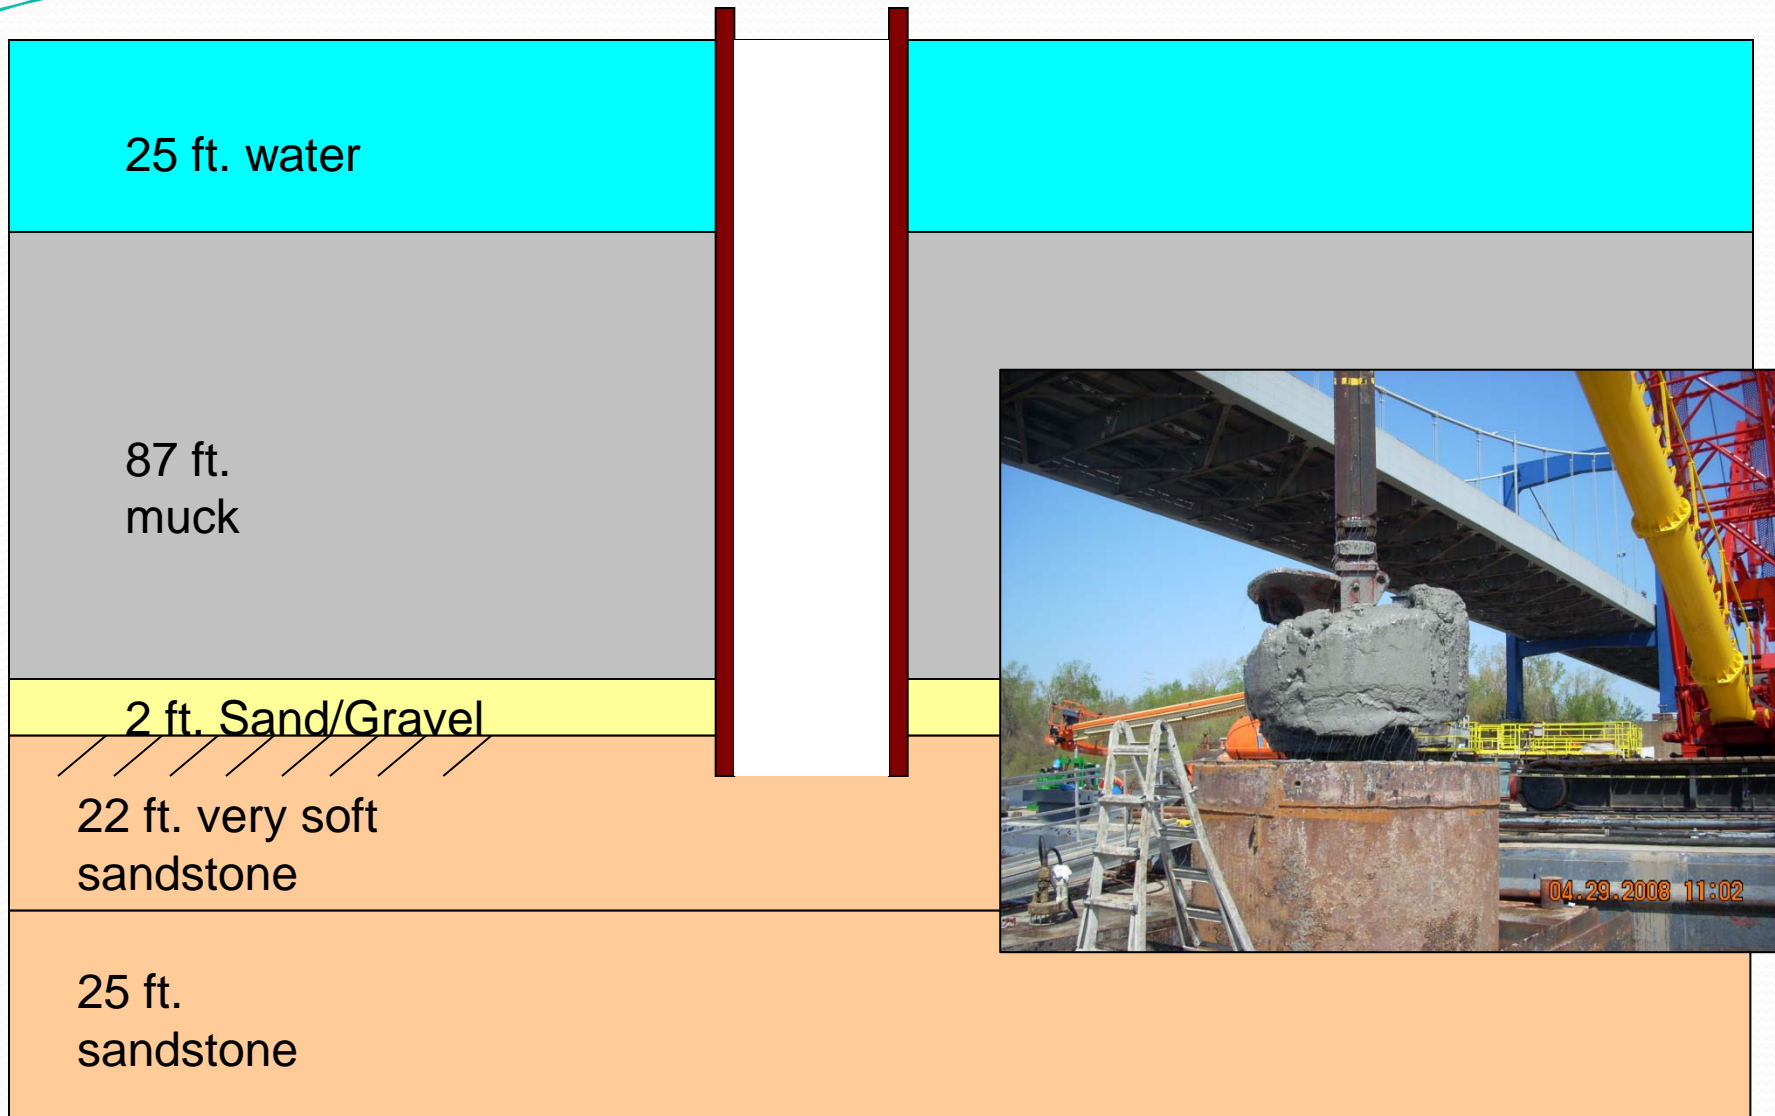 25 ft. water
87 ft.
muck
2 ft. Sand/Gravel
22 ft. very soft
sandstone
25 ft.
sandstone
04.29.2008 11:02